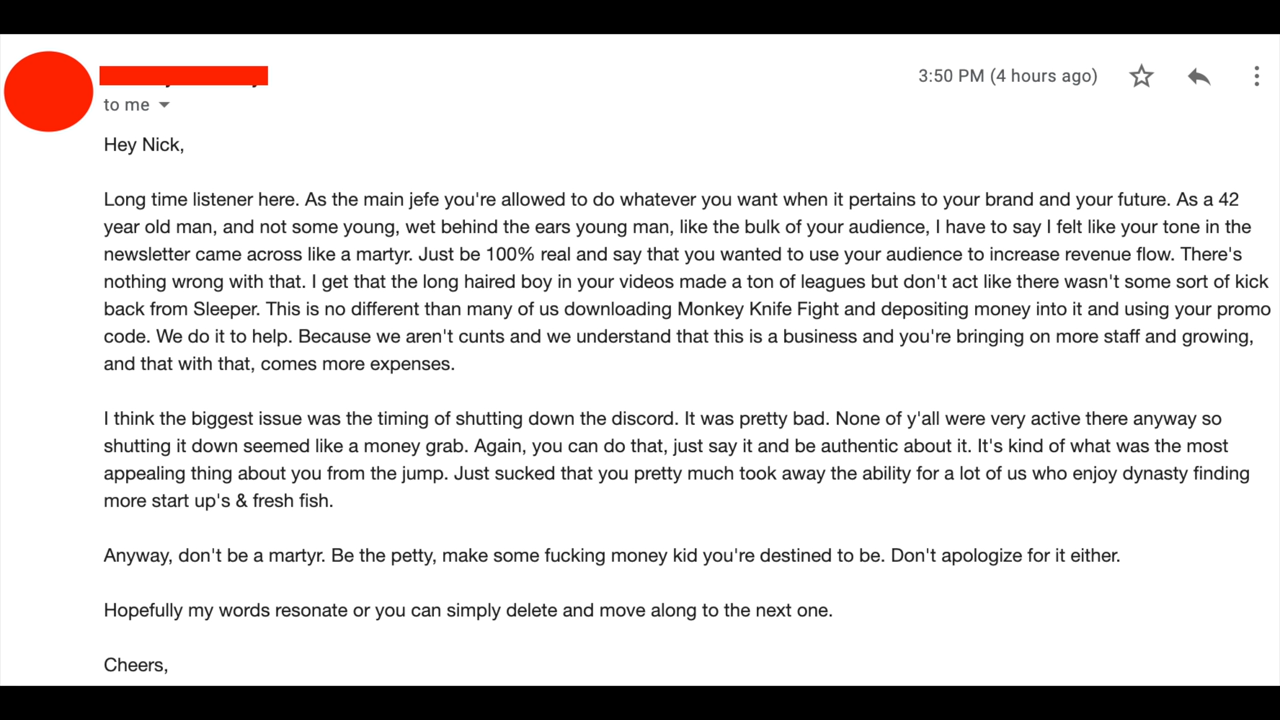 3:50 PM (4 hours ago)
to me
Hey Nick,
Long time listener here. As the main jefe you're allowed to do whatever you want when it pertains to your brand and your future. As a 42
year old man, and not some young, wet behind the ears young man, like the bulk of your audience, I have to say I felt like your tone in the
newsletter came across like a martyr. Just be 100% real and say that you wanted to use your audience to increase revenue flow. There's
nothing wrong with that. I get that the long haired boy in your videos made a ton of leagues but don't act like there wasn't some sort of kick
back from Sleeper. This is no different than many of us downloading Monkey Knife Fight and depositing money into it and using your promo
code. We do it to help. Because we aren't cunts and we understand that this is a business and you're bringing on more staff and growing,
and that with that, comes more expenses.
I think the biggest issue was the timing of shutting down the discord. It was pretty bad. None of y'all were very active there anyway so
shutting it down seemed like a money grab. Again, you can do that, just say it and be authentic about it. It's kind of what was the most
appealing thing about you from the jump. Just sucked that you pretty much took away the ability for a lot of us who enjoy dynasty finding
more start up's & fresh fish.
Anyway, don't be a martyr. Be the petty, make some fucking money kid you're destined to be. Don't apologize for it either.
Hopefully my words resonate or you can simply delete and move along to the next one.
Cheers,